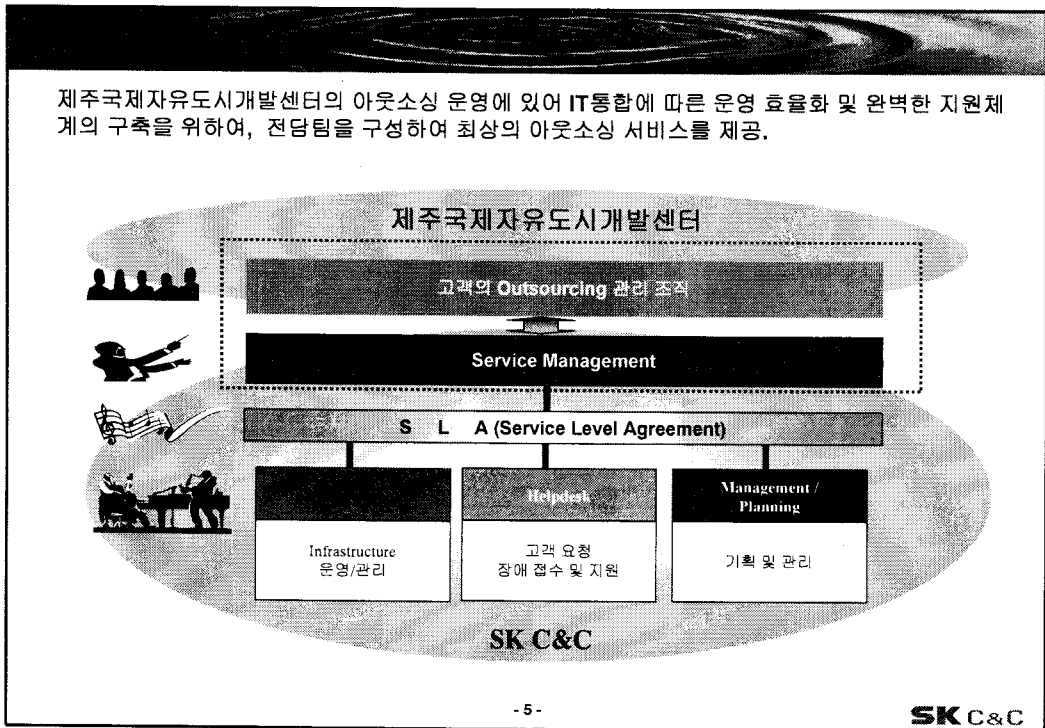 제주국제자유도시개발센터의 아웃소싱 운영에 있어 IT통합에 따른 운영 효율화 및 완벽한 지원체
계의 구축을 위하여, 전담팀을 구성하여 최상의 아웃소싱 서비스를 제공.
제주국제자유도시개발센터
고객의 Outsourcing 관리 조직
Service Management
S L A (Service Level Agreement)
Helpdesk
Management /
Planning
Infrastructure
운영/관리
고객 요청
장애 접수 및 지원
기획 및 관리
SK C&C
- 5 -
SK C&C